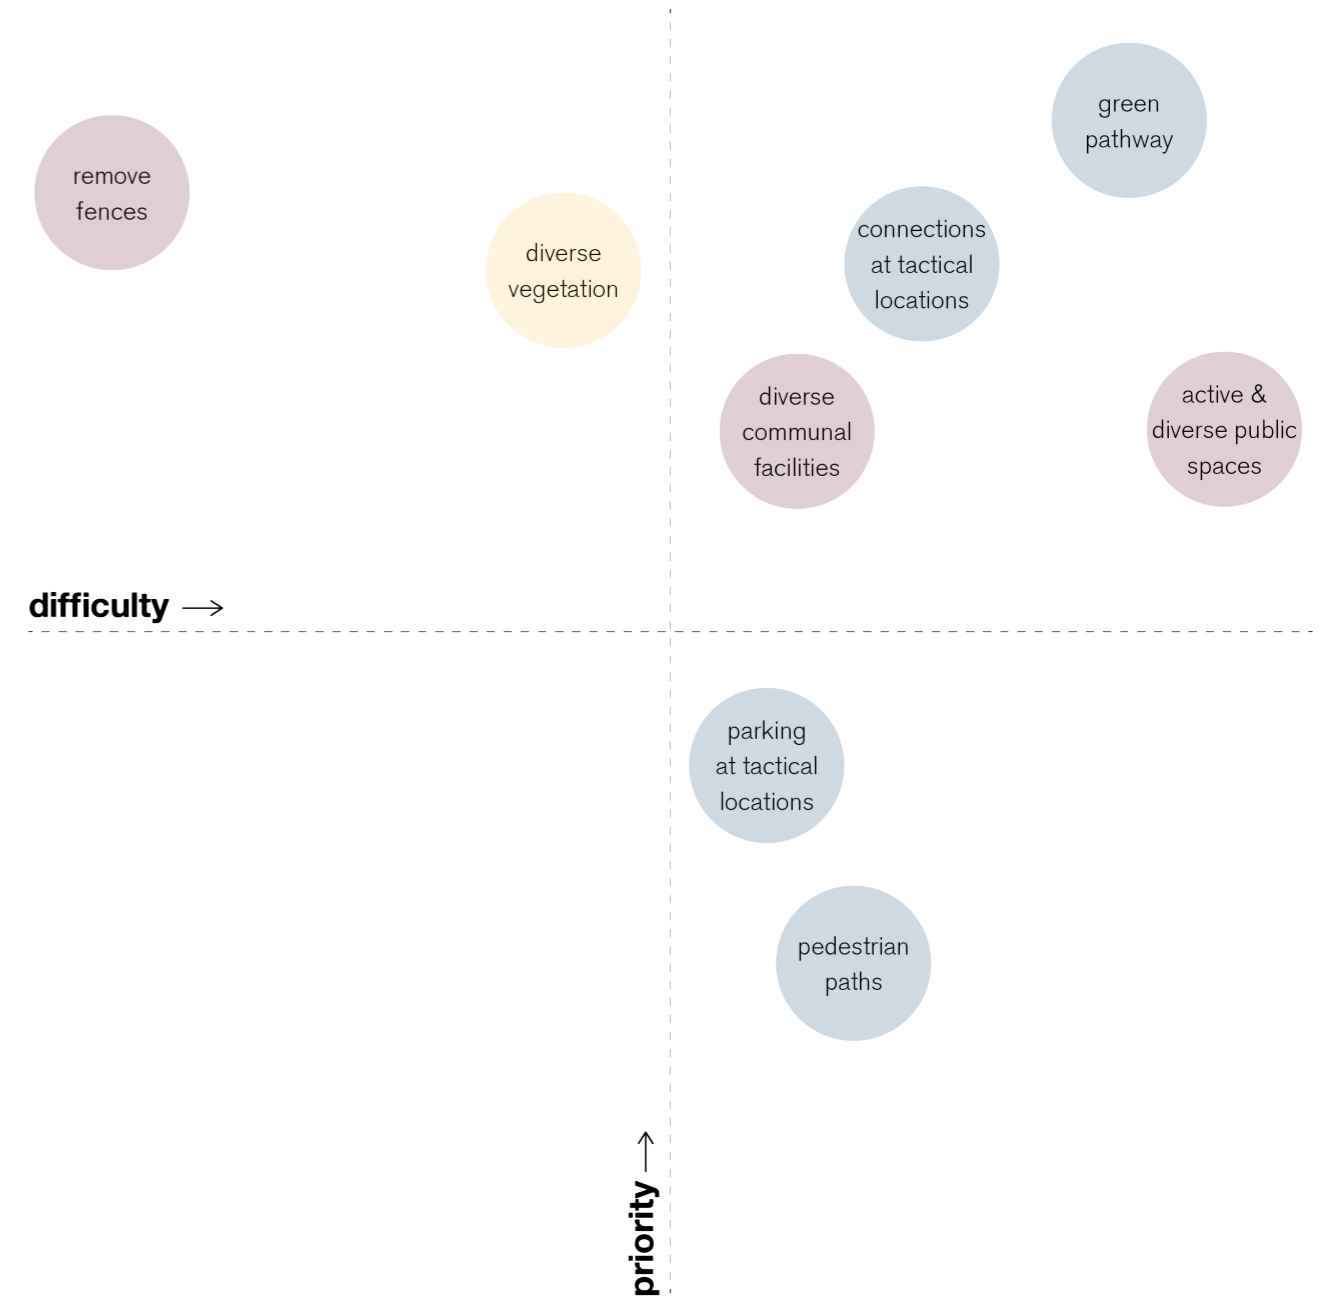 green
pathway
remove
fences
connections
at tactical
locations
diverse
vegetation
diverse
communal
facilities
active &
diverse public
spaces
difficulty
parking
at tactical
locations
pedestrian
paths
priority